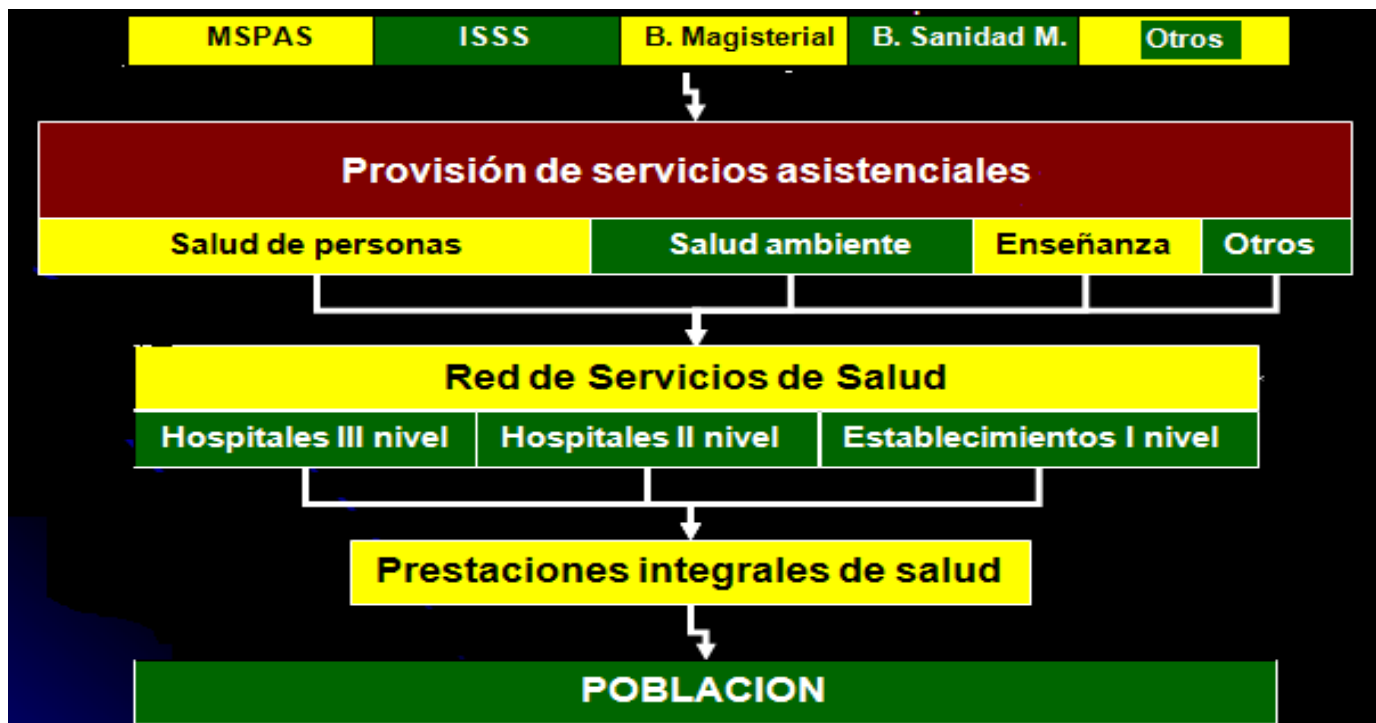 MSPAS ISSS B. Magisterial B. Sanidad M. Otros
Provisión de servicios asistenciales
Salud de personas Salud ambiente Enseñanza Otros
Red de Servicios de Salud
Hospitales III nivel Hospitales II nivel Establecimientos I nivel
Prestaciones integrales de salud
POBLACION